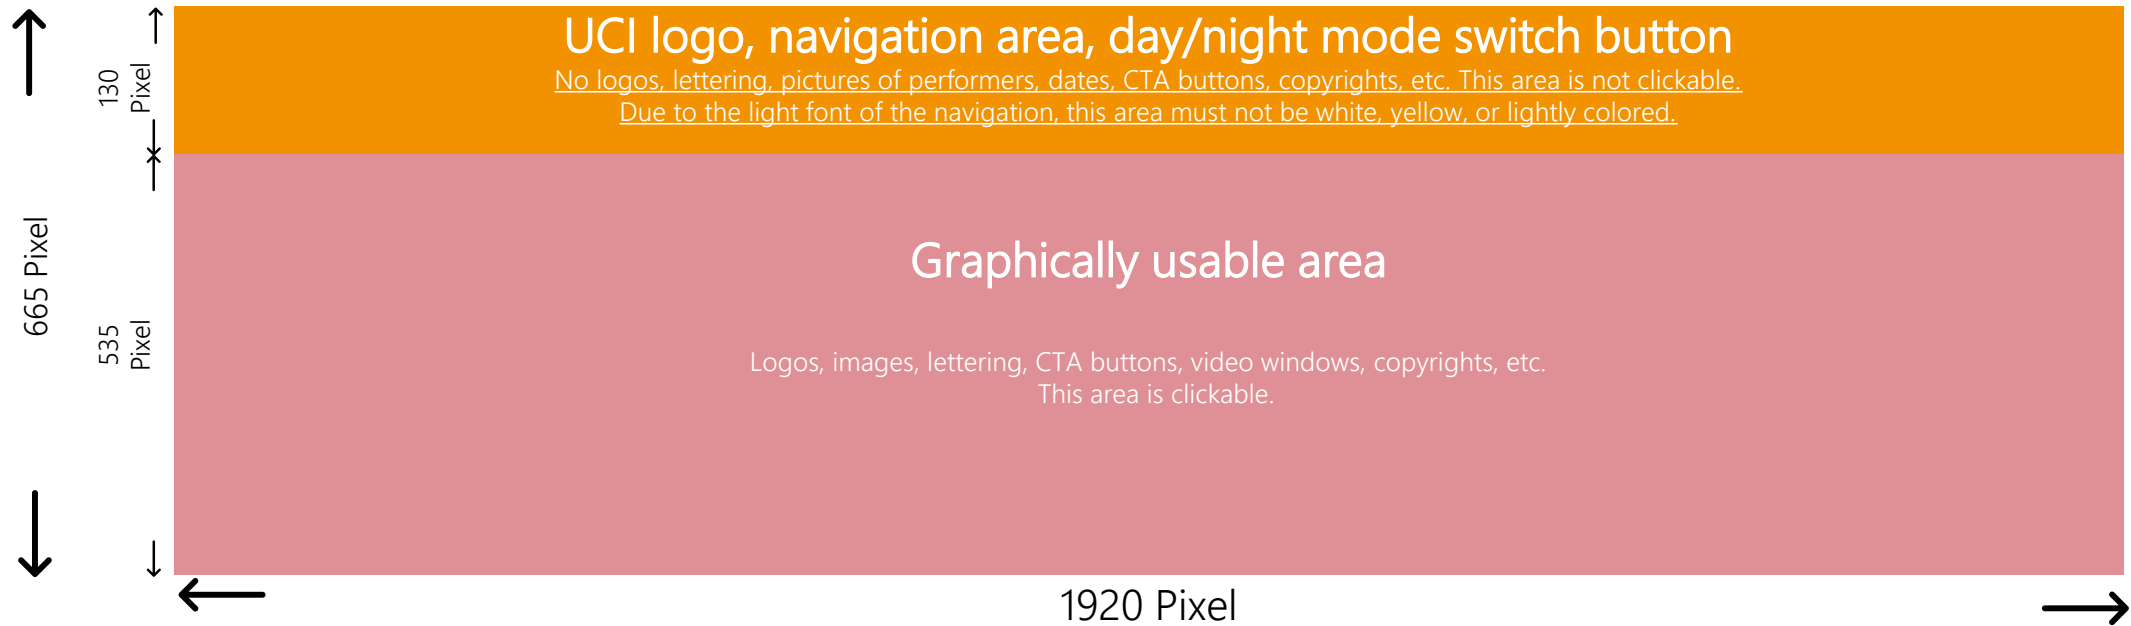 UCI logo, navigation area, day/night mode switch button
No logos, lettering, pictures of performers, dates, CTA buttons, copyrights, etc. This area is not clickable.
Due to the light font of the navigation, this area must not be white, yellow, or lightly colored.
130
Pixel
665 Pixel
Graphically usable area
535
Pixel
Logos, images, lettering, CTA buttons, video windows, copyrights, etc.
This area is clickable.
1920 Pixel